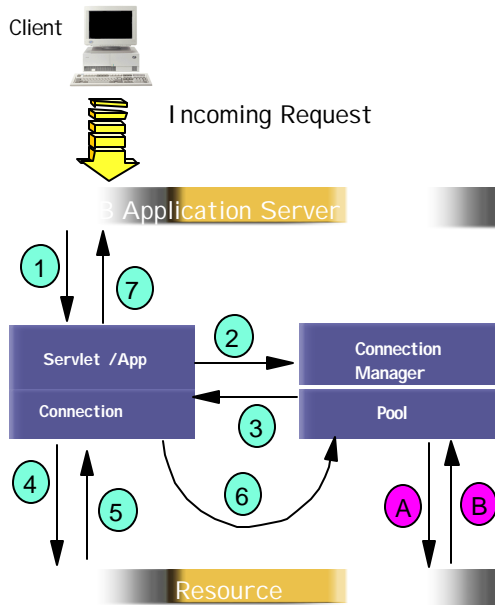 Client
Incoming Request
B Application Server
1
7
2
Servlet /App
Connection
Manager
Connection
Pool
3
4
5
6
A
B
Resource